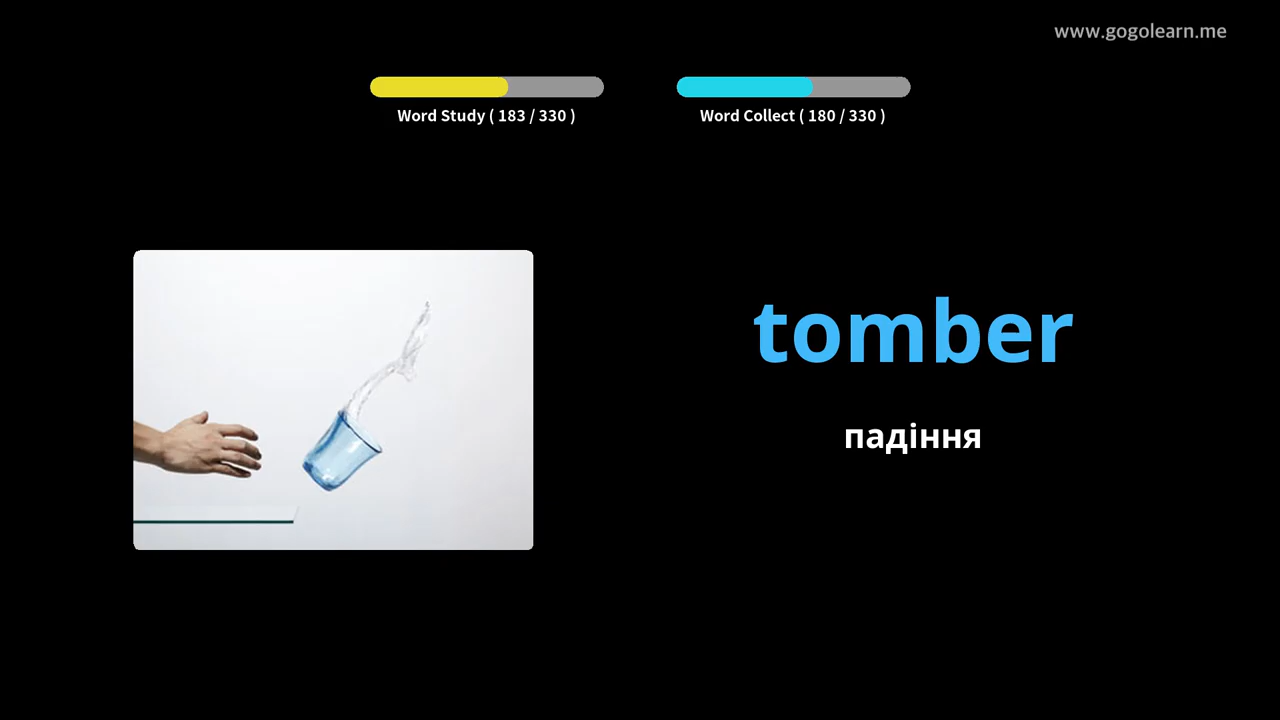 www.gogolearn.me
Word Study ( 183 / 330 )
Word Collect ( 180 / 330 )
tomber
падіння